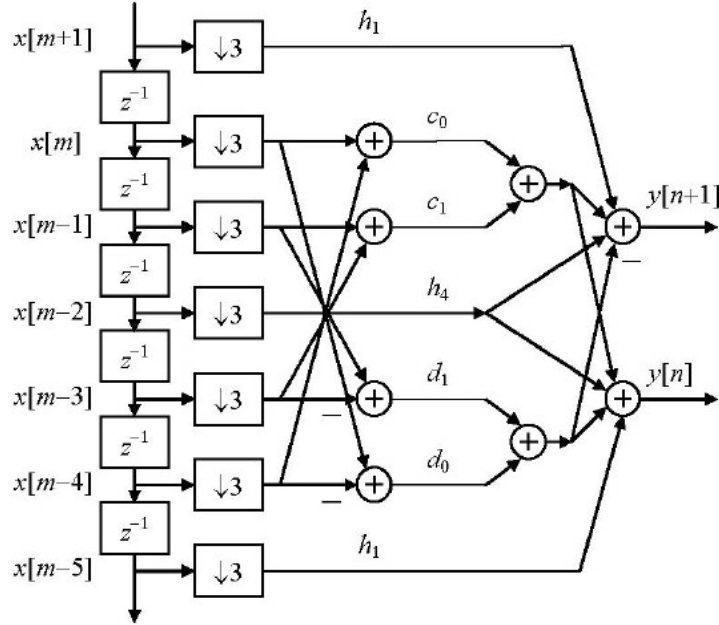 x[m+1] ↓3 h₁
z⁻¹
x[m] ↓3 + c₀
z⁻¹ +
x[m−1] ↓3 + c₁ + y[n+1]
z⁻¹ −
x[m−2] ↓3 h₄
z⁻¹
x[m−3] ↓3 − + d₁ + y[n]
z⁻¹ +
x[m−4] ↓3 − + d₀
z⁻¹
x[m−5] ↓3 h₁